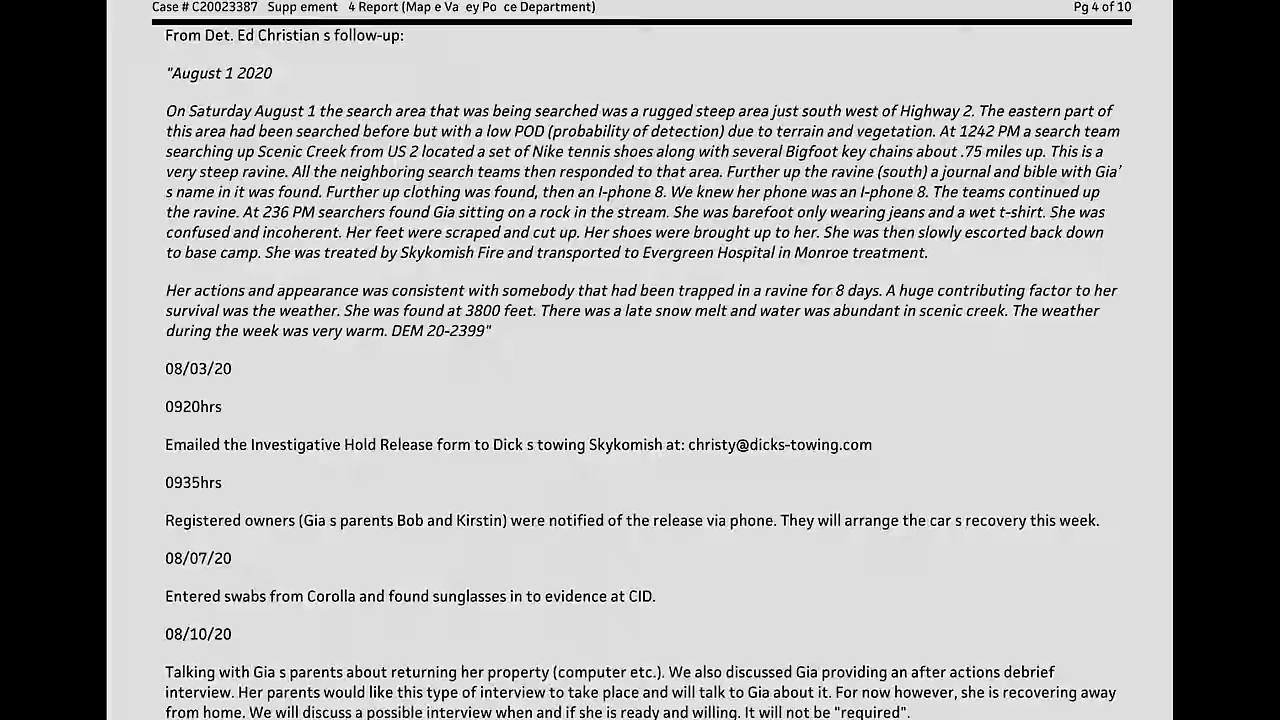 Case # C20023387 Supp ement 4 Report (Map e Va ey Po ce Department) Pg 4 of 10
From Det. Ed Christian s follow-up:
"August 1 2020
On Saturday August 1 the search area that was being searched was a rugged steep area just south west of Highway 2. The eastern part of
this area had been searched before but with a low POD (probability of detection) due to terrain and vegetation. At 1242 PM a search team
searching up Scenic Creek from US 2 located a set of Nike tennis shoes along with several Bigfoot key chains about .75 miles up. This is a
very steep ravine. All the neighboring search teams then responded to that area. Further up the ravine (south) a journal and bible with Gia'
s name in it was found. Further up clothing was found, then an I-phone 8. We knew her phone was an I-phone 8. The teams continued up
the ravine. At 236 PM searchers found Gia sitting on a rock in the stream. She was barefoot only wearing jeans and a wet t-shirt. She was
confused and incoherent. Her feet were scraped and cut up. Her shoes were brought up to her. She was then slowly escorted back down
to base camp. She was treated by Skykomish Fire and transported to Evergreen Hospital in Monroe treatment.
Her actions and appearance was consistent with somebody that had been trapped in a ravine for 8 days. A huge contributing factor to her
survival was the weather. She was found at 3800 feet. There was a late snow melt and water was abundant in scenic creek. The weather
during the week was very warm. DEM 20-2399"
08/03/20
0920hrs
Emailed the Investigative Hold Release form to Dick s towing Skykomish at: christy@dicks-towing.com
0935hrs
Registered owners (Gia s parents Bob and Kirstin) were notified of the release via phone. They will arrange the car s recovery this week.
08/07/20
Entered swabs from Corolla and found sunglasses in to evidence at CID.
08/10/20
Talking with Gia s parents about returning her property (computer etc.). We also discussed Gia providing an after actions debrief
interview. Her parents would like this type of interview to take place and will talk to Gia about it. For now however, she is recovering away
from home. We will discuss a possible interview when and if she is ready and willing. It will not be "required".